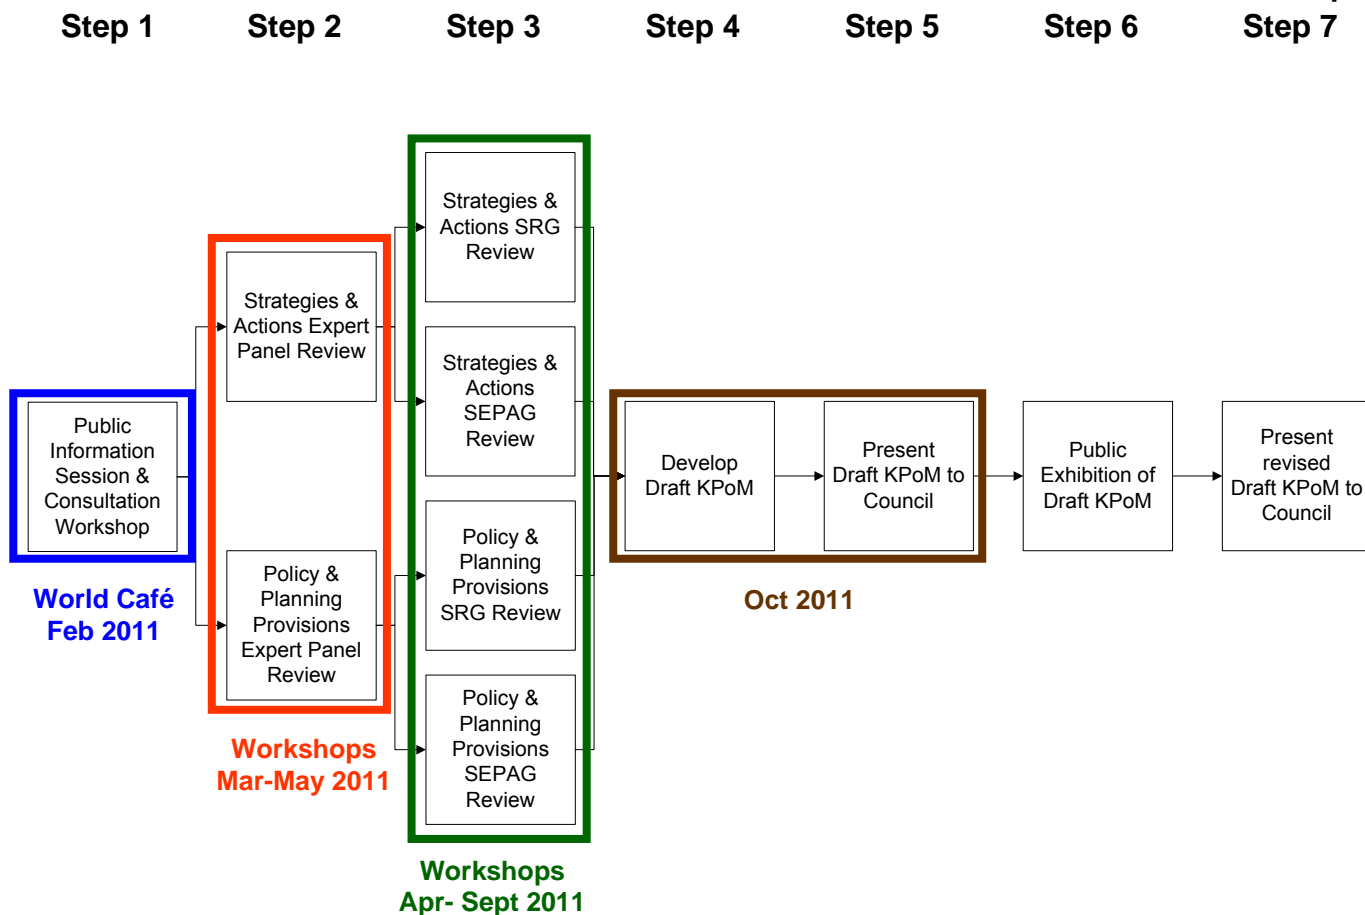 Step 1
Step 2
Step 3
Step 4
Step 5
Step 6
Step 7
Public
Information
Session &
Consultation
Workshop
World Café
Feb 2011
Strategies &
Actions Expert
Panel Review
Policy &
Planning
Provisions
Expert Panel
Review
Workshops
Mar-May 2011
Strategies &
Actions SRG
Review
Strategies &
Actions
SEPAG
Review
Policy &
Planning
Provisions
SRG Review
Policy &
Planning
Provisions
SEPAG
Review
Workshops
Apr- Sept 2011
Develop
Draft KPoM
Present
Draft KPoM to
Council
Oct 2011
Public
Exhibition of
Draft KPoM
Present
revised
Draft KPoM to
Council